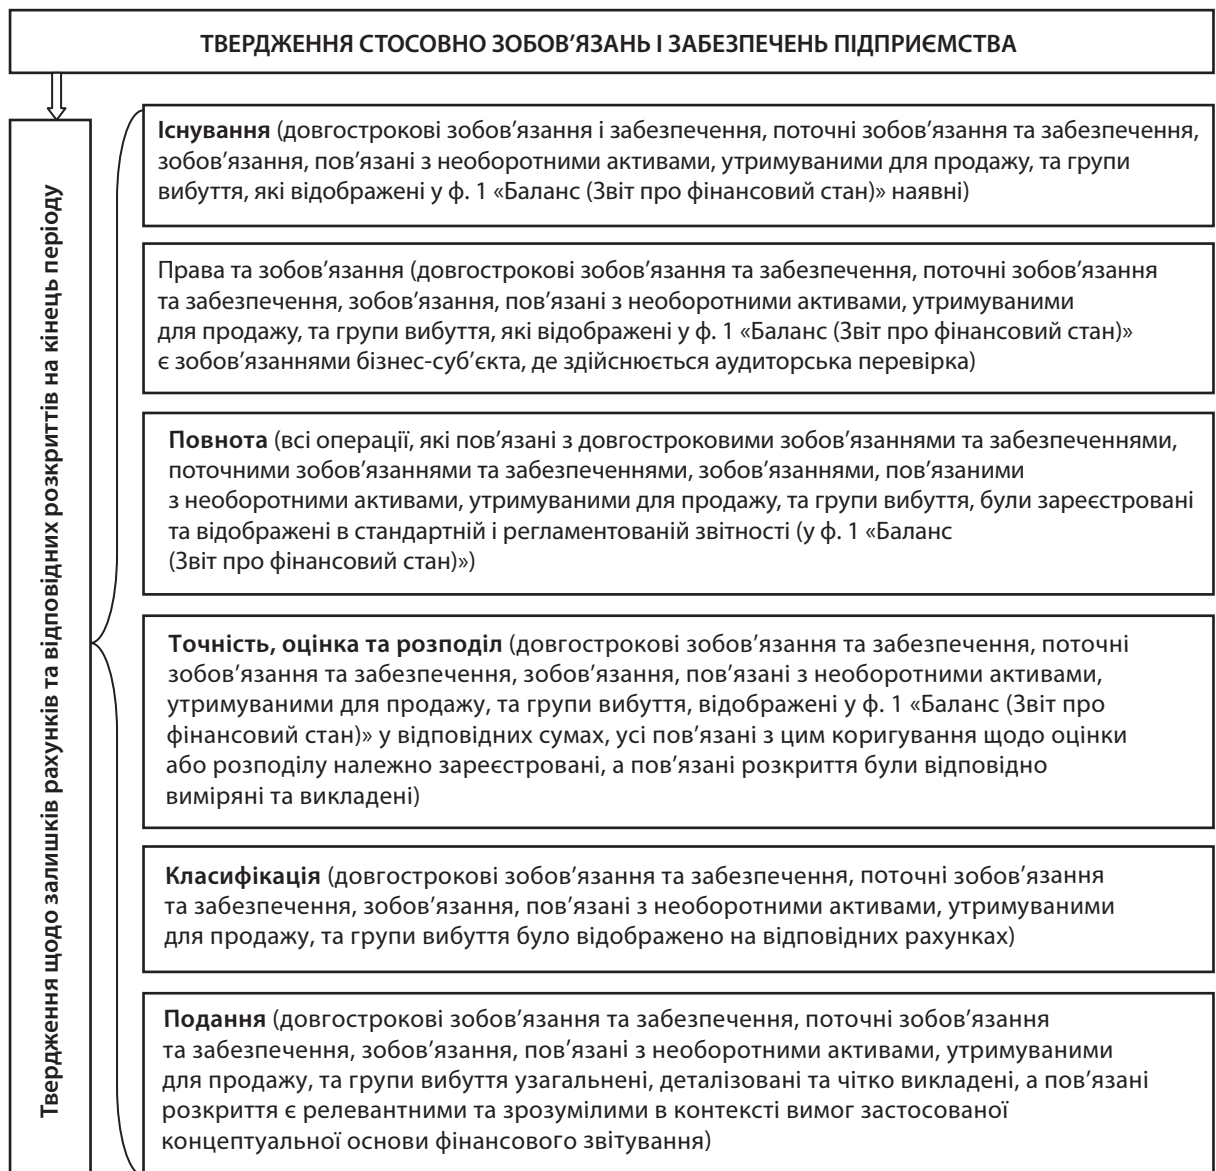 ТВЕРДЖЕННЯ СТОСОВНО ЗОБОВ’ЯЗАНЬ І ЗАБЕЗПЕЧЕНЬ ПІДПРИЄМСТВА
Твердження щодо залишків рахунків та відповідних розкриттів на кінець періоду
Існування (довгострокові зобов’язання і забезпечення, поточні зобов’язання та забезпечення,
зобов’язання, пов’язані з необоротними активами, утримуваними для продажу, та групи
вибуття, які відображені у ф. 1 «Баланс (Звіт про фінансовий стан)» наявні)
Права та зобов’язання (довгострокові зобов’язання та забезпечення, поточні зобов’язання
та забезпечення, зобов’язання, пов’язані з необоротними активами, утримуваними
для продажу, та групи вибуття, які відображені у ф. 1 «Баланс (Звіт про фінансовий стан)»
є зобов’язаннями бізнес-суб’єкта, де здійснюється аудиторська перевірка)
Повнота (всі операції, які пов’язані з довгостроковими зобов’язаннями та забезпеченнями,
поточними зобов’язаннями та забезпеченнями, зобов’язаннями, пов’язаними
з необоротними активами, утримуваними для продажу, та групи вибуття, були зареєстровані
та відображені в стандартній і регламентованій звітності (у ф. 1 «Баланс
(Звіт про фінансовий стан)»)
Точність, оцінка та розподіл (довгострокові зобов’язання та забезпечення, поточні
зобов’язання та забезпечення, зобов’язання, пов’язані з необоротними активами,
утримуваними для продажу, та групи вибуття, відображені у ф. 1 «Баланс (Звіт про
фінансовий стан)» у відповідних сумах, усі пов’язані з цим коригування щодо оцінки
або розподілу належно зареєстровані, а пов’язані розкриття були відповідно
виміряні та викладені)
Класифікація (довгострокові зобов’язання та забезпечення, поточні зобов’язання
та забезпечення, зобов’язання, пов’язані з необоротними активами, утримуваними
для продажу, та групи вибуття було відображено на відповідних рахунках)
Подання (довгострокові зобов’язання та забезпечення, поточні зобов’язання
та забезпечення, зобов’язання, пов’язані з необоротними активами, утримуваними
для продажу, та групи вибуття узагальнені, деталізовані та чітко викладені, а пов’язані
розкриття є релевантними та зрозумілими в контексті вимог застосованої
концептуальної основи фінансового звітування)